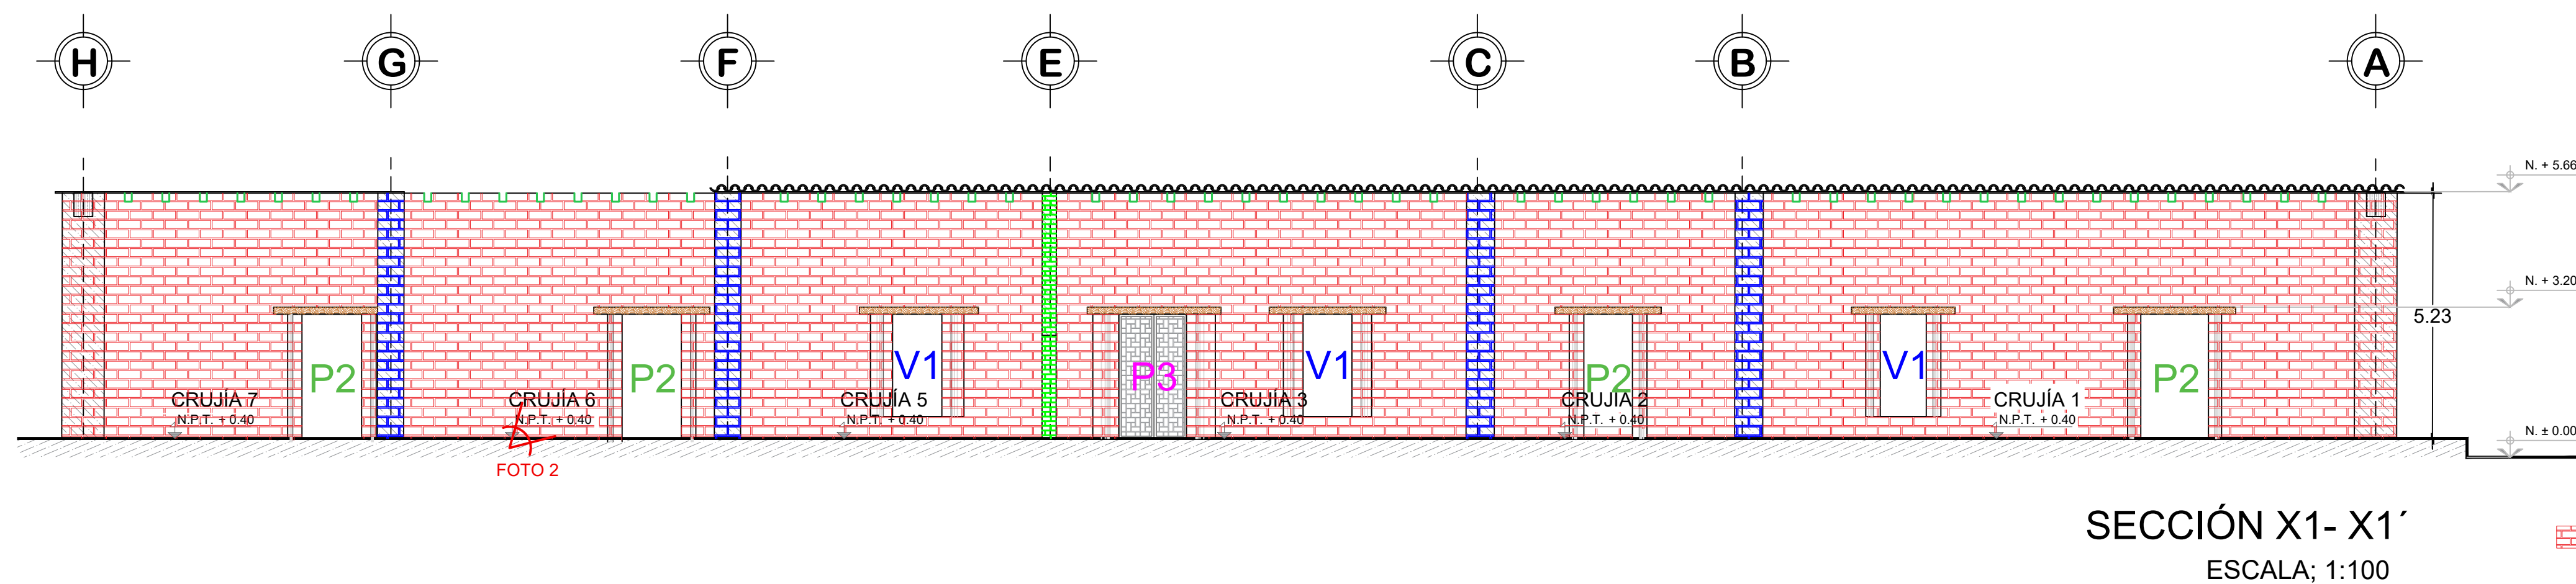 H G F E C B A
N. + 5.66
N. + 3.20
5.23
P2 P2 V1 P3 V1 P2 V1 P2
CRUJÍA 7 CRUJÍA 6 CRUJÍA 5 CRUJÍA 3 CRUJÍA 2 CRUJÍA 1
N.P.T. + 0.40 N.P.T. + 0.40 N.P.T. + 0.40 N.P.T. + 0.40 N.P.T. + 0.40 N.P.T. + 0.40
N. ± 0.00
FOTO 2
SECCIÓN X1- X1´
ESCALA; 1:100